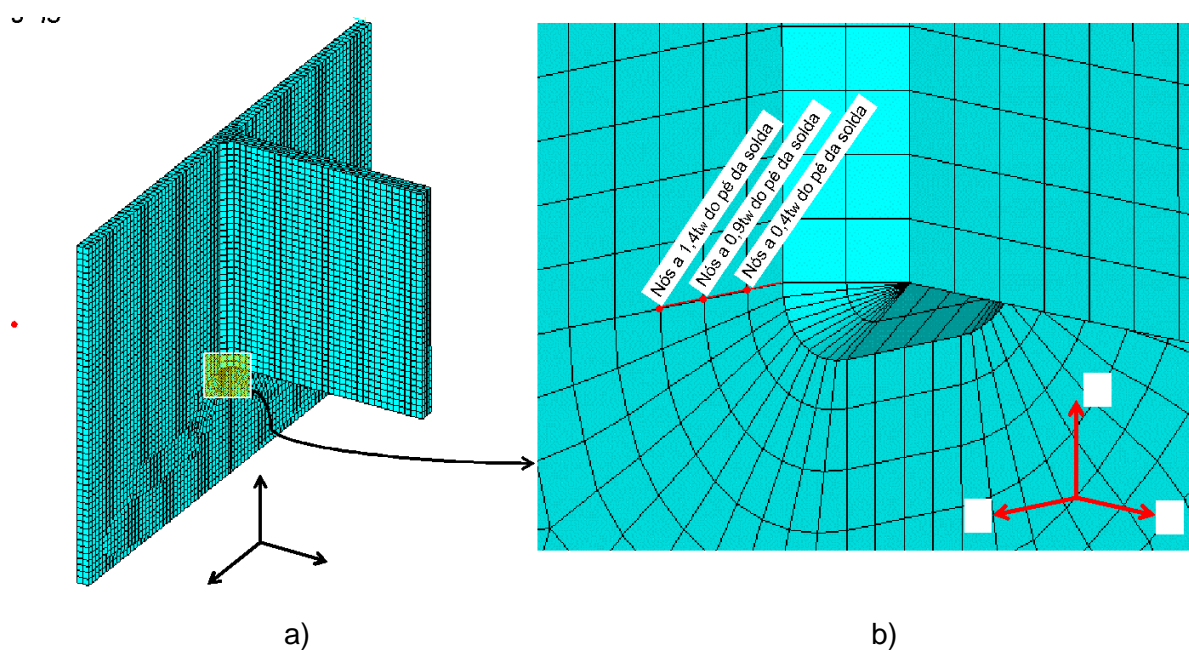 Nós a 1,4tw do pé da solda
Nós a 0,9tw do pé da solda
Nós a 0,4tw do pé da solda
a)
b)